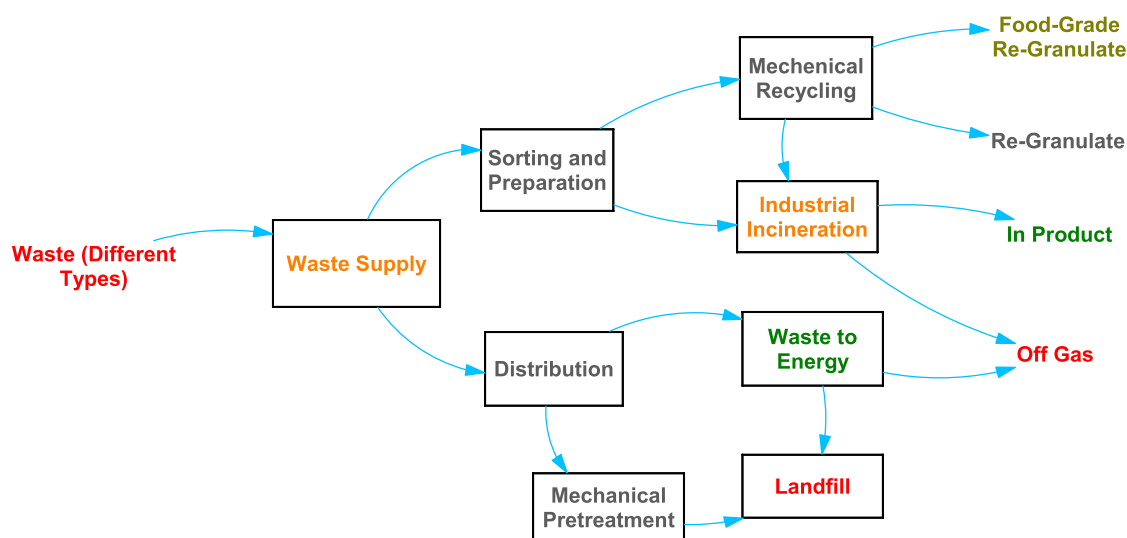 Food-Grade
Re-Granulate
Mechenical
Recycling
Re-Granulate
Sorting and
Preparation
Industrial
Incineration
In Product
Waste (Different
Types)
Waste Supply
Waste to
Energy
Off Gas
Distribution
Landfill
Mechanical
Pretreatment